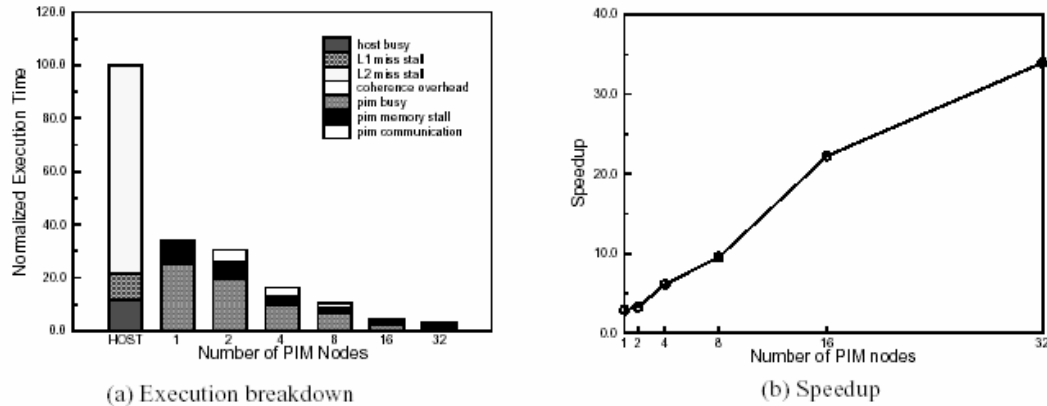 120.0
100.0
80.0
60.0
40.0
20.0
0.0
Normalized Execution Time
host busy
L1 miss stall
L2 miss stall
coherence overhead
pim busy
pim memory stall
pim communication
HOST 1 2 4 8 16 32
Number of PIM Nodes
(a) Execution breakdown
40.0
30.0
20.0
10.0
0.0
Speedup
1 2 4 8 16 32
Number of PIM nodes
(b) Speedup